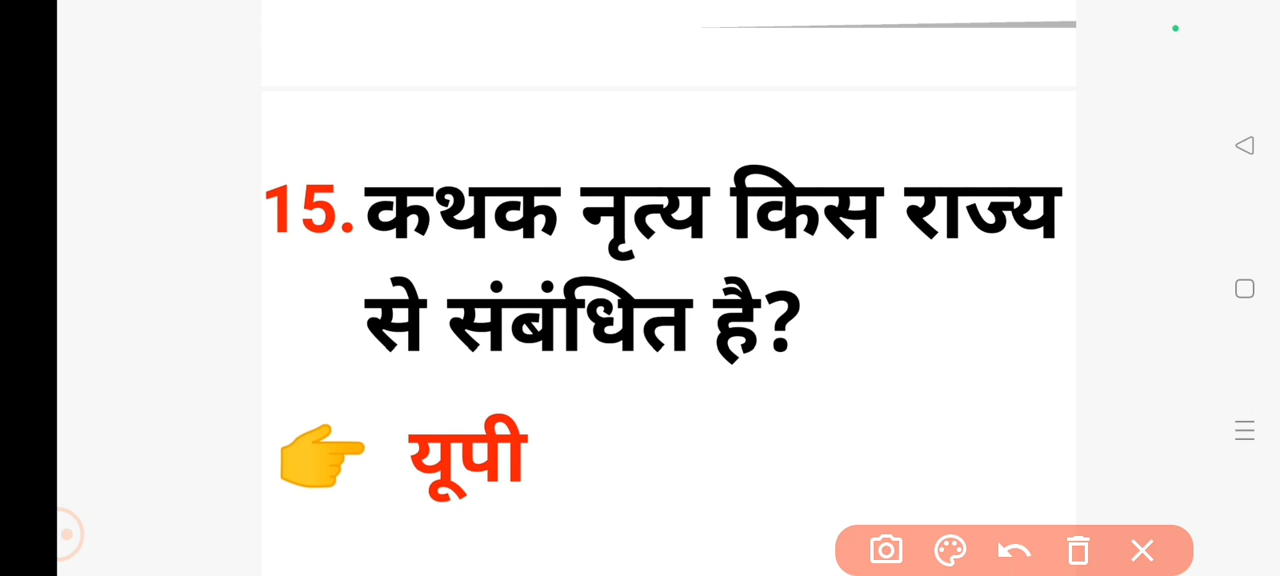 15. कथक नृत्य किस राज्य
से संबंधित है?
👉 यूपी